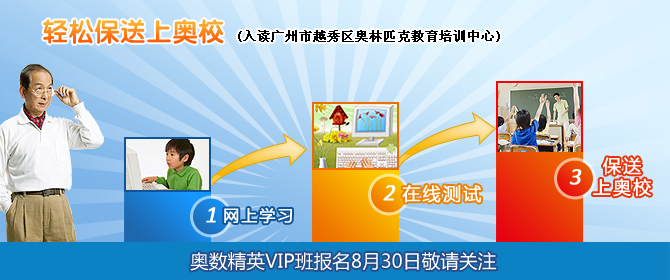 轻松保送上奥校 (入读广州市越秀区奥林匹克教育培训中心)
1 网上学习
2 在线测试
3 保送
上奥校
奥数精英VIP班报名8月30日敬请关注